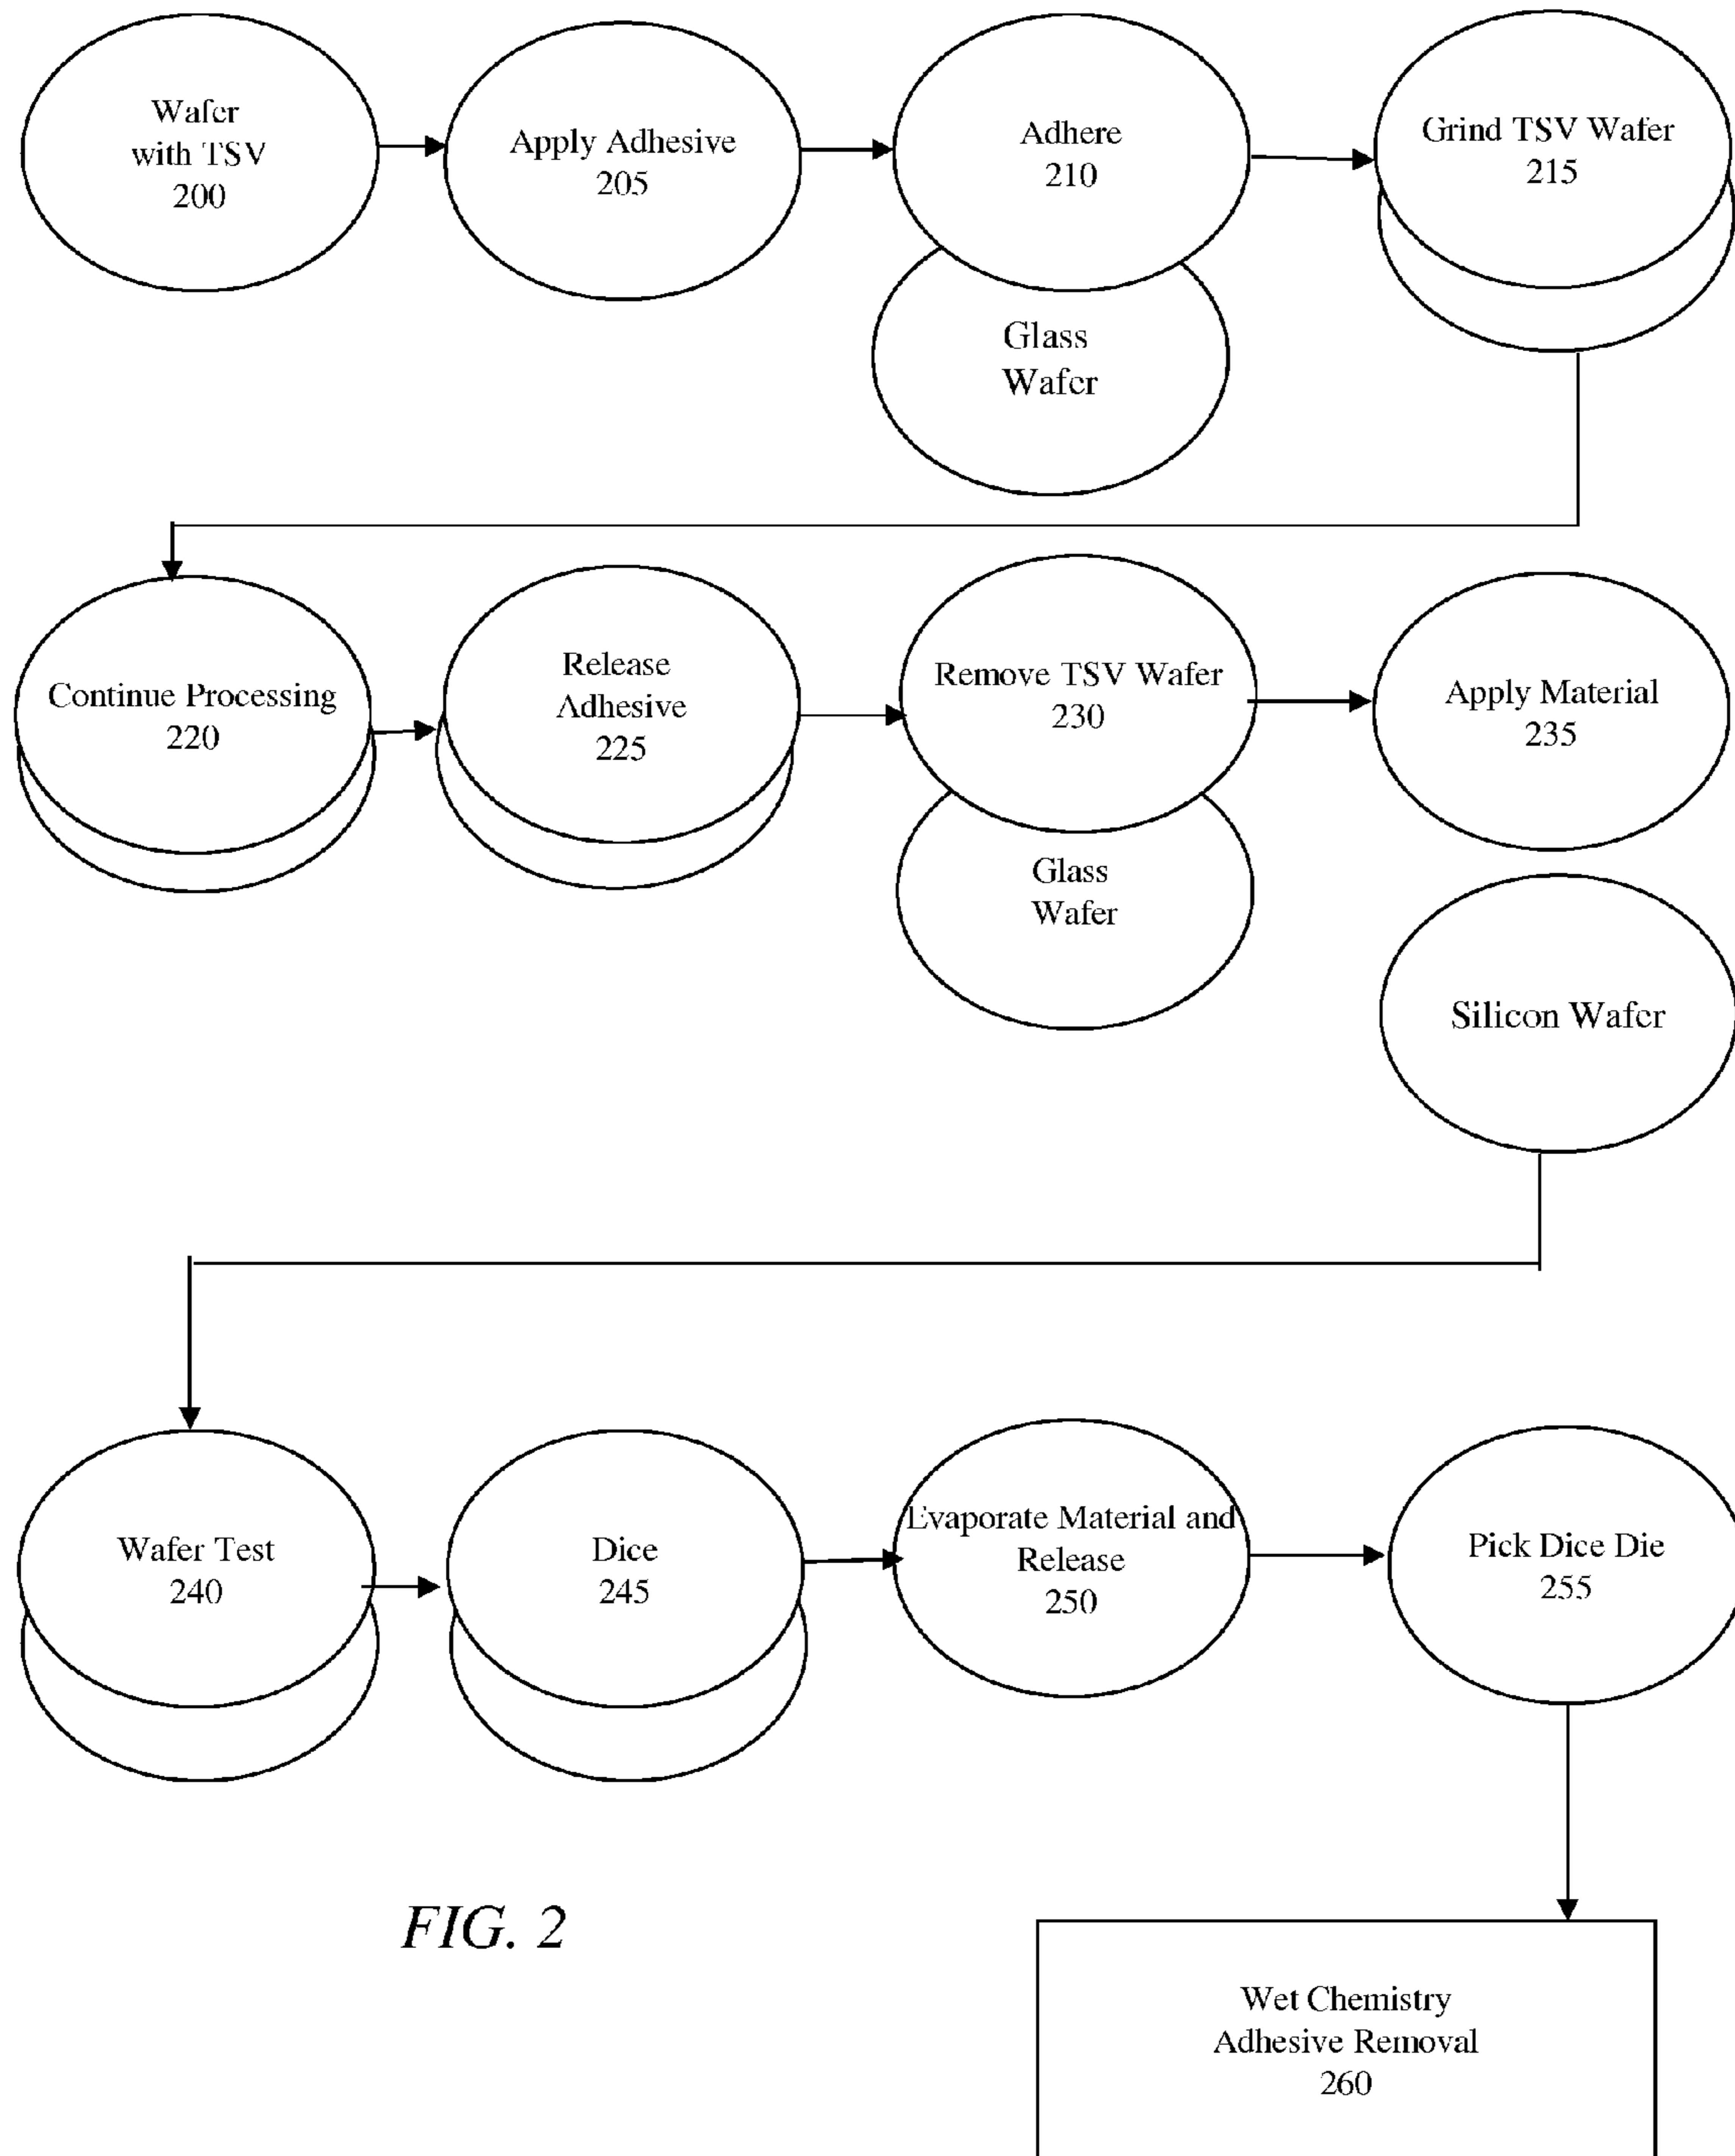 Wafer
with TSV
200
Apply Adhesive
205
Adhere
210
Grind TSV Wafer
215
Glass
Wafer
Continue Processing
220
Release
Adhesive
225
Remove TSV Wafer
230
Apply Material
235
Glass
Wafer
Silicon Wafer
Wafer Test
240
Dice
245
Evaporate Material and
Release
250
Pick Dice Die
255
FIG. 2
Wet Chemistry
Adhesive Removal
260